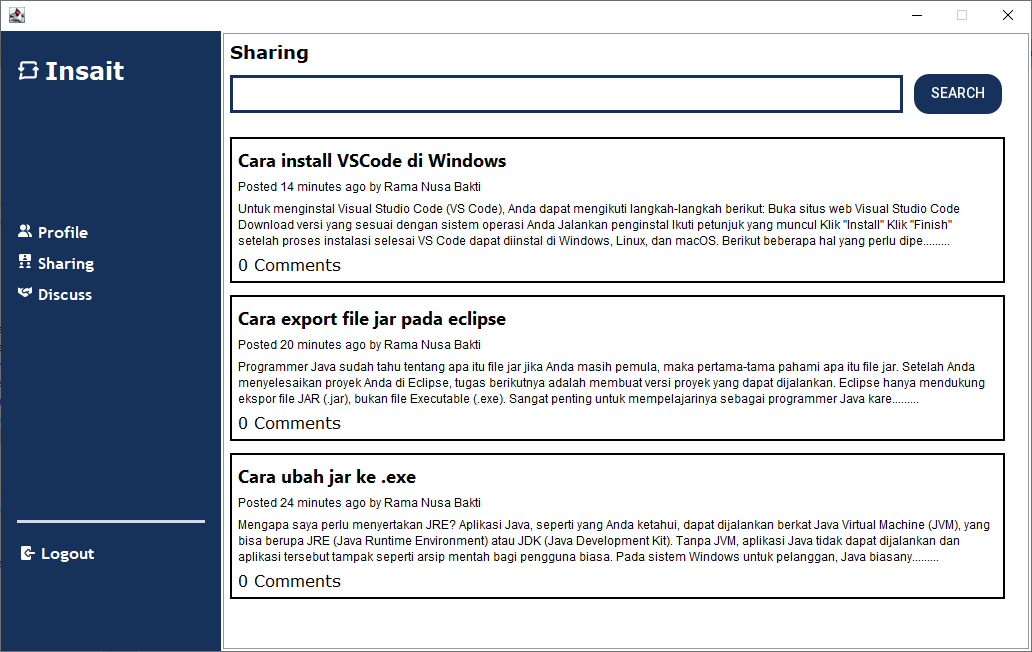 Insait
Profile
Sharing
Discuss
Logout
Sharing
SEARCH
Cara install VSCode di Windows
Posted 14 minutes ago by Rama Nusa Bakti
Untuk menginstal Visual Studio Code (VS Code), Anda dapat mengikuti langkah-langkah berikut: Buka situs web Visual Studio Code
Download versi yang sesuai dengan sistem operasi Anda Jalankan penginstal Ikuti petunjuk yang muncul Klik "Install" Klik "Finish"
setelah proses instalasi selesai VS Code dapat diinstal di Windows, Linux, dan macOS. Berikut beberapa hal yang perlu dipe.........
0 Comments
Cara export file jar pada eclipse
Posted 20 minutes ago by Rama Nusa Bakti
Programmer Java sudah tahu tentang apa itu file jar jika Anda masih pemula, maka pertama-tama pahami apa itu file jar. Setelah Anda
menyelesaikan proyek Anda di Eclipse, tugas berikutnya adalah membuat versi proyek yang dapat dijalankan. Eclipse hanya mendukung
ekspor file JAR (.jar), bukan file Executable (.exe). Sangat penting untuk mempelajarinya sebagai programmer Java kare.........
0 Comments
Cara ubah jar ke .exe
Posted 24 minutes ago by Rama Nusa Bakti
Mengapa saya perlu menyertakan JRE? Aplikasi Java, seperti yang Anda ketahui, dapat dijalankan berkat Java Virtual Machine (JVM), yang
bisa berupa JRE (Java Runtime Environment) atau JDK (Java Development Kit). Tanpa JVM, aplikasi Java tidak dapat dijalankan dan
aplikasi tersebut tampak seperti arsip mentah bagi pengguna biasa. Pada sistem Windows untuk pelanggan, Java biasany.........
0 Comments